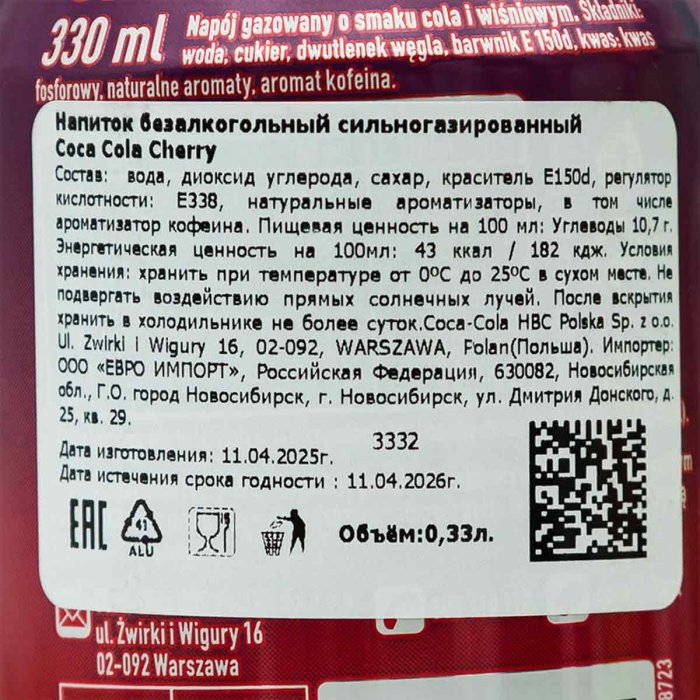 330 ml
Napój gazowany o smaku cola i wiśniowym. Składniki:
woda, cukier, dwutlenek węgla, barwnik E 150d, kwas: kwas
fosforowy, naturalne aromaty, aromat kofeina.
Напиток безалкогольный сильногазированный
Coca Cola Cherry
Состав: вода, диоксид углерода, сахар, краситель E150d, регулятор
кислотности: E338, натуральные ароматизаторы, в том числе
ароматизатор кофеина. Пищевая ценность на 100 мл: Углеводы 10,7 г.
Энергетическая ценность на 100мл: 43 ккал / 182 кдж. Условия
хранения: хранить при температуре от 0ºC до 25ºC в сухом месте. Не
подвергать воздействию прямых солнечных лучей. После вскрытия
хранить в холодильнике не более суток.Coca-Cola HBC Polska Sp. z o.o.
Ul. Zwirki i Wigury 16, 02-092, WARSZAWA, Polan(Польша). Импортер:
ООО «ЕВРО ИМПОРТ», Российская Федерация, 630082, Новосибирская
обл., Г.О. город Новосибирск, г. Новосибирск, ул. Дмитрия Донского, д.
25, кв. 29.
3332
Дата изготовления: 11.04.2025г.
Дата истечения срока годности : 11.04.2026г.
EAC
41
ALU
Объём:0,33л.
ul. Żwirki i Wigury 16
02-092 Warszawa
8723